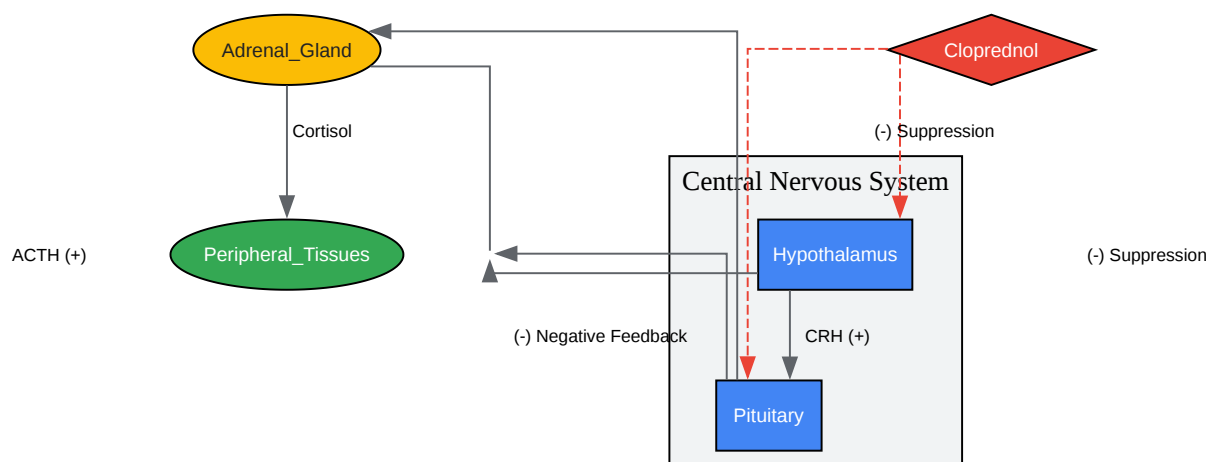 Adrenal_Gland
Cloprednol
Cortisol
(-) Suppression
Central Nervous System
ACTH (+)
Peripheral_Tissues
Hypothalamus
(-) Suppression
(-) Negative Feedback
CRH (+)
Pituitary